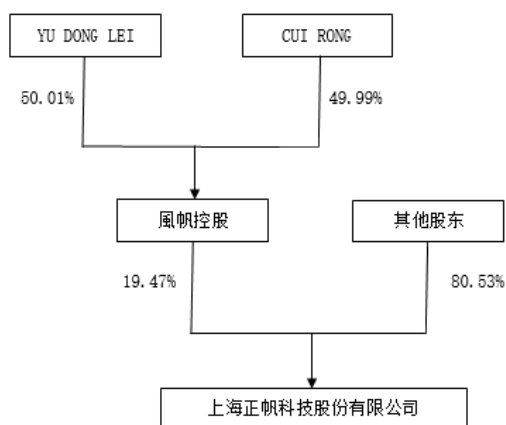 YU DONG LEI
CUI RONG
50.01%
49.99%
風帆控股
其他股东
19.47%
80.53%
上海正帆科技股份有限公司